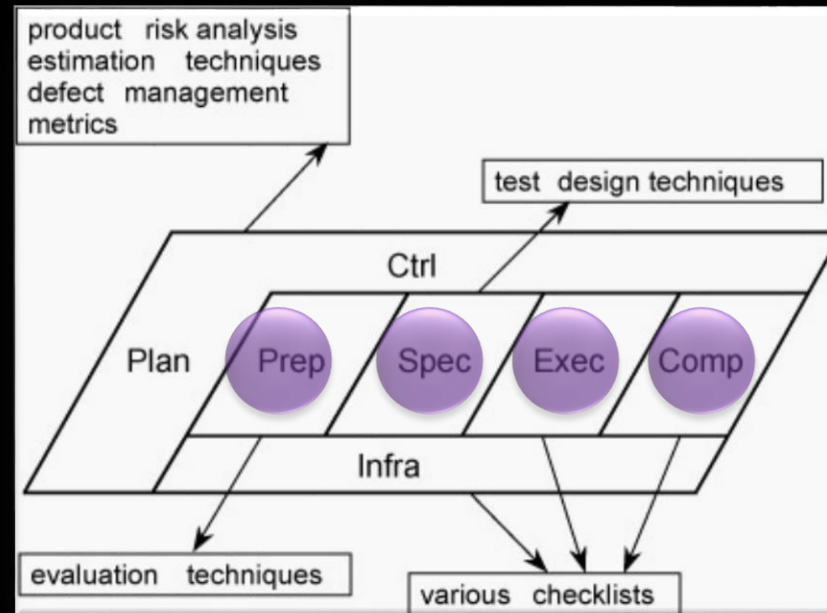 product risk analysis
estimation techniques
defect management
metrics
test design techniques
Ctrl
Plan
Prep
Spec
Exec
Comp
Infra
evaluation techniques
various checklists